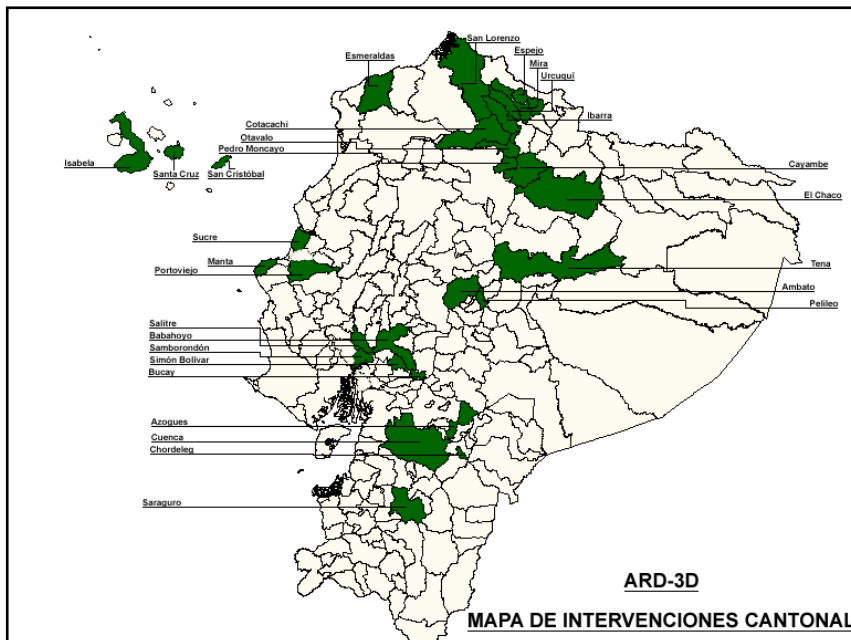 San Lorenzo
Esmeraldas
Espejo
Mira
Urcuquí
Ibarra
Cotacachi
Otavalo
Pedro Moncayo
Isabela
Santa Cruz
San Cristóbal
Cayambe
El Chaco
Sucre
Manta
Portoviejo
Tena
Ambato
Pelileo
Salitre
Babahoyo
Samborondón
Simón Bolívar
Bucay
Azogues
Cuenca
Chordeleg
Saraguro
ARD-3D
MAPA DE INTERVENCIONES CANTONAL